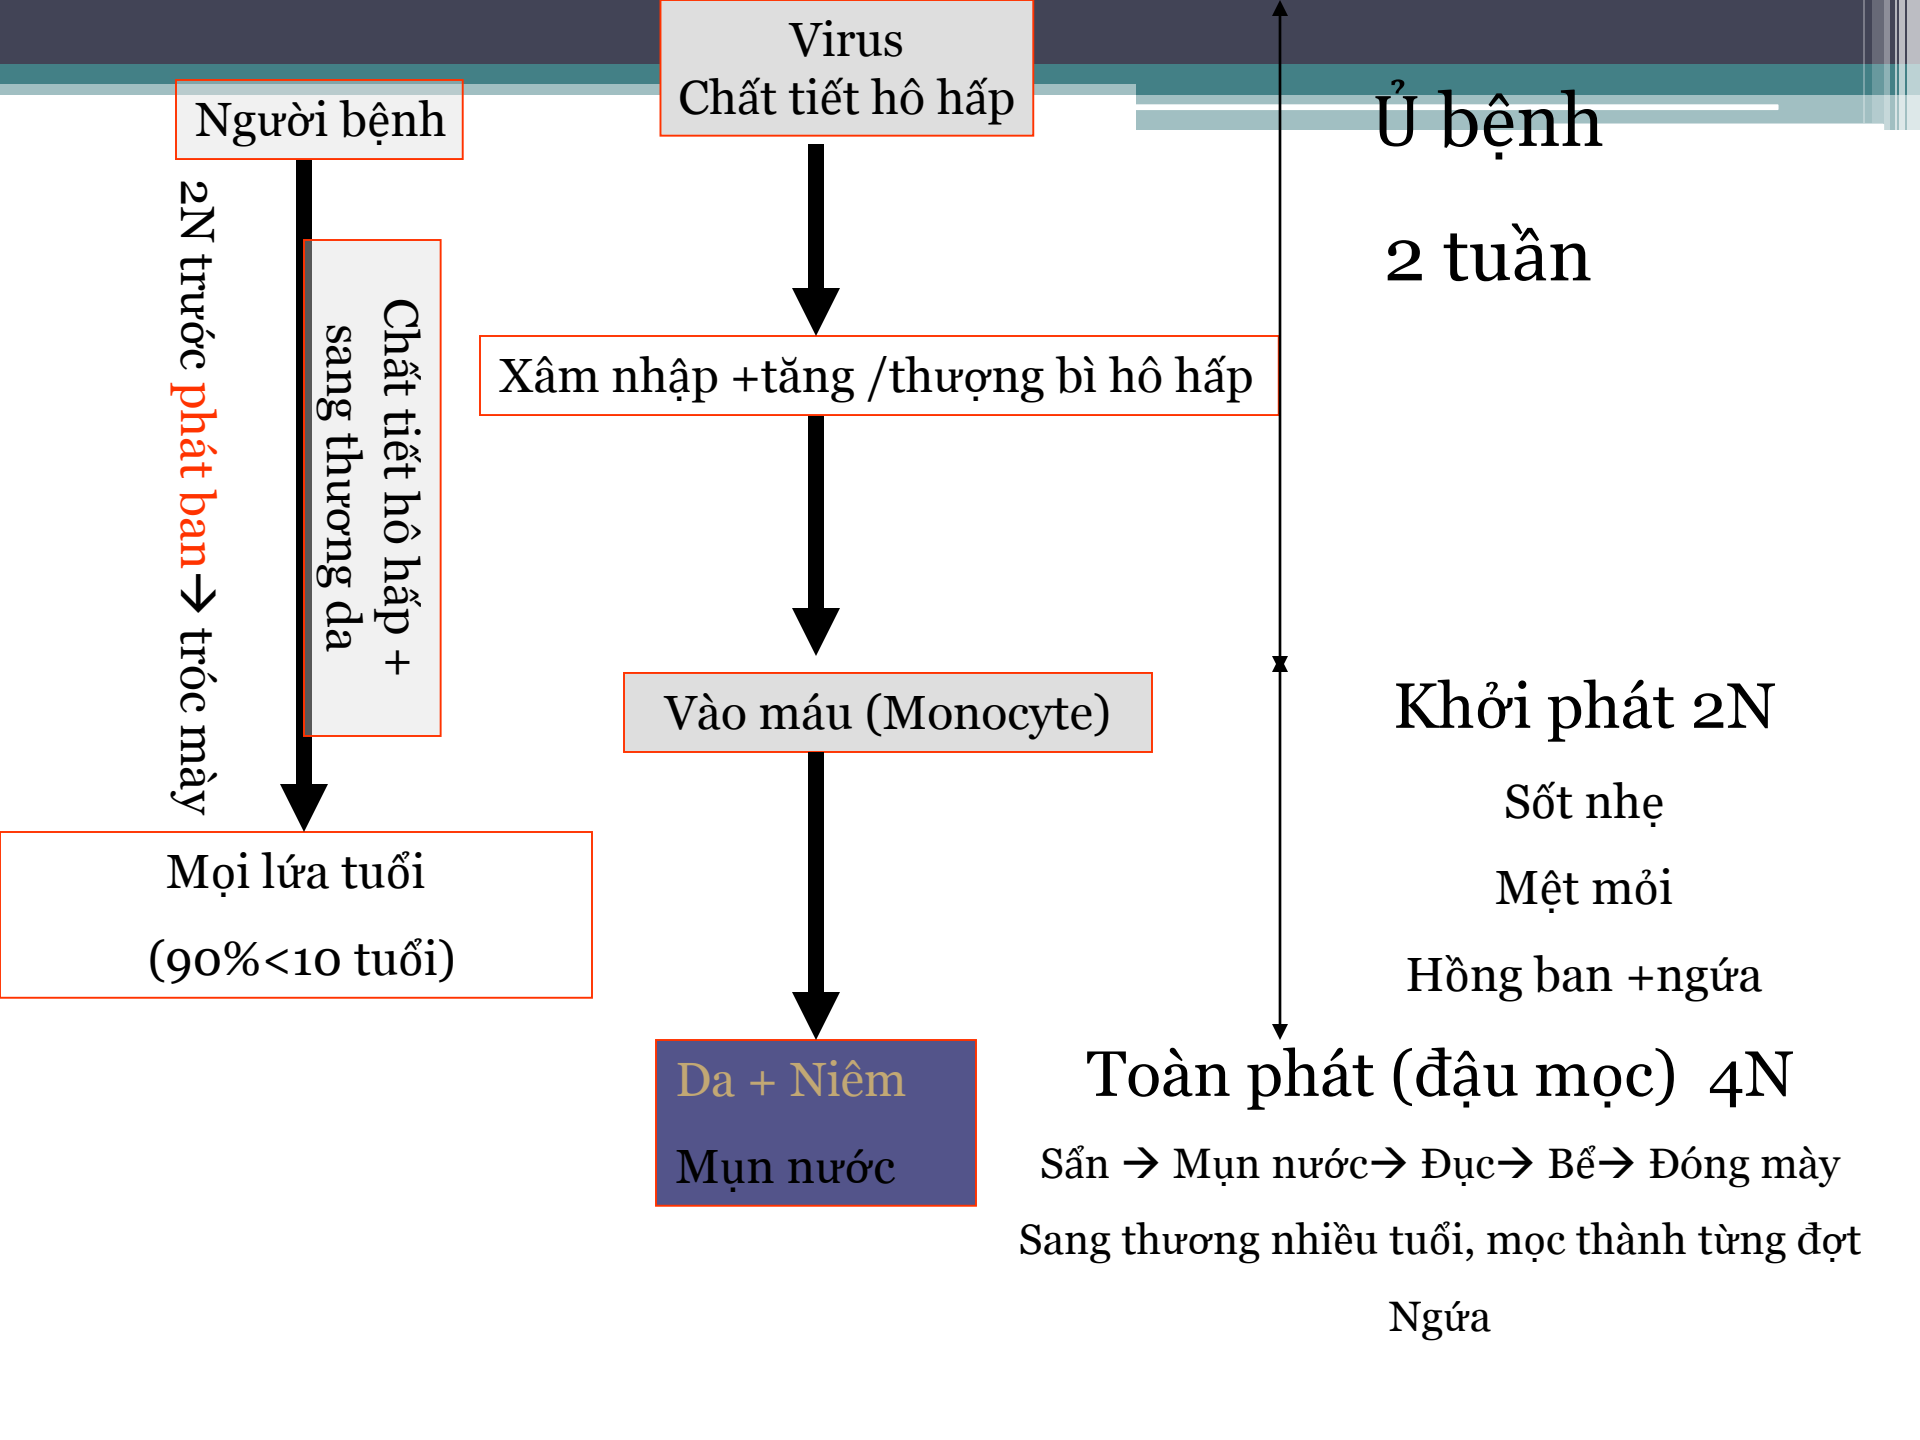 Virus
Chất tiết hô hấp
Người bệnh
2N trước phát ban→ tróc mày
Chất tiết hô hấp +
sang thương da
Mọi lứa tuổi
(90%<10 tuổi)
Xâm nhập +tăng /thượng bì hô hấp
Vào máu (Monocyte)
Da + Niêm
Mụn nước
Ủ bệnh
2 tuần
Khởi phát 2N
Sốt nhẹ
Mệt mỏi
Hồng ban +ngứa
Toàn phát (đậu mọc) 4N
Sẩn → Mụn nước→ Đục→ Bể→ Đóng mày
Sang thương nhiều tuổi, mọc thành từng đợt
Ngứa